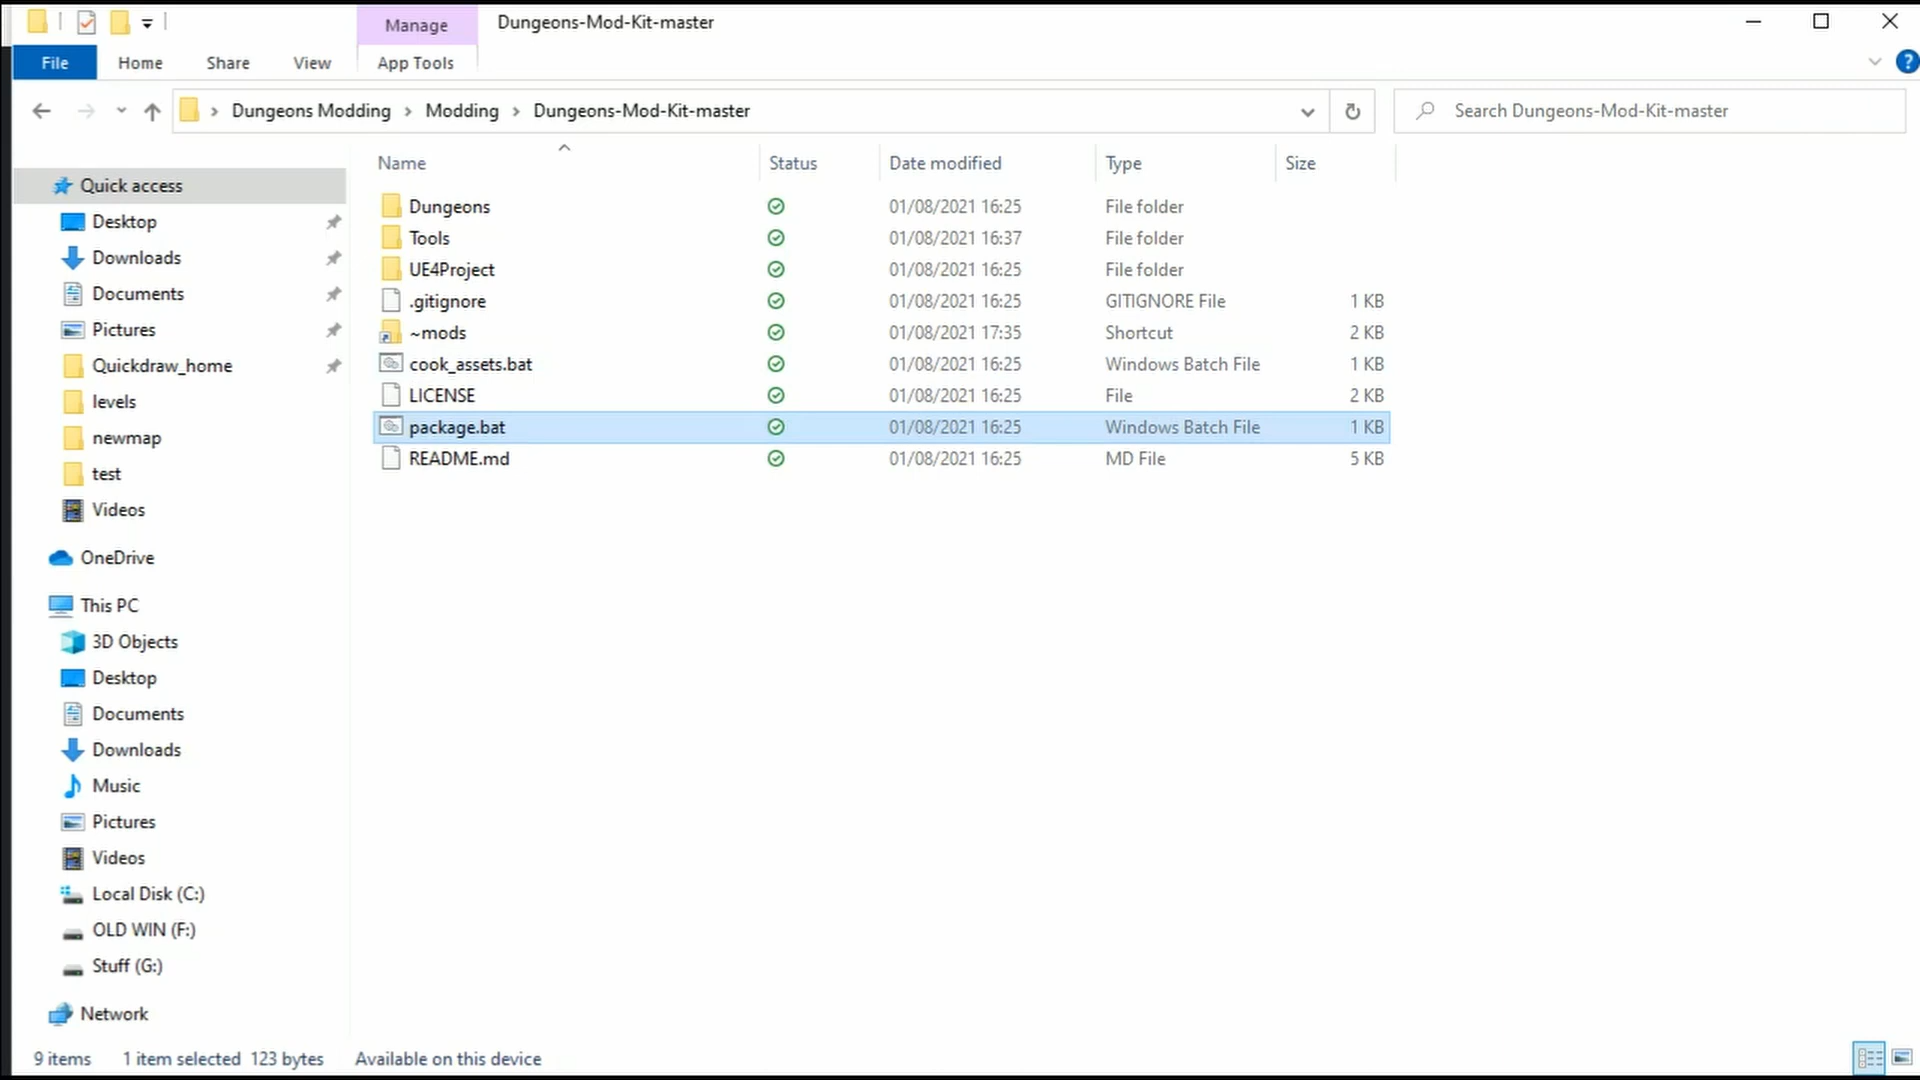 Manage
Dungeons-Mod-Kit-master
File
Home
Share
View
App Tools
?
Dungeons Modding
Modding
Dungeons-Mod-Kit-master
Search Dungeons-Mod-Kit-master
Name
Status
Date modified
Type
Size
Dungeons 01/08/2021 16:25 File folder
Tools 01/08/2021 16:37 File folder
UE4Project 01/08/2021 16:25 File folder
.gitignore 01/08/2021 16:25 GITIGNORE File 1 KB
~mods 01/08/2021 17:35 Shortcut 2 KB
cook_assets.bat 01/08/2021 16:25 Windows Batch File 1 KB
LICENSE 01/08/2021 16:25 File 2 KB
package.bat 01/08/2021 16:25 Windows Batch File 1 KB
README.md 01/08/2021 16:25 MD File 5 KB
Quick access
Desktop
Downloads
Documents
Pictures
Quickdraw_home
levels
newmap
test
Videos
OneDrive
This PC
3D Objects
Desktop
Documents
Downloads
Music
Pictures
Videos
Local Disk (C:)
OLD WIN (F:)
Stuff (G:)
Network
9 items
1 item selected 123 bytes
Available on this device